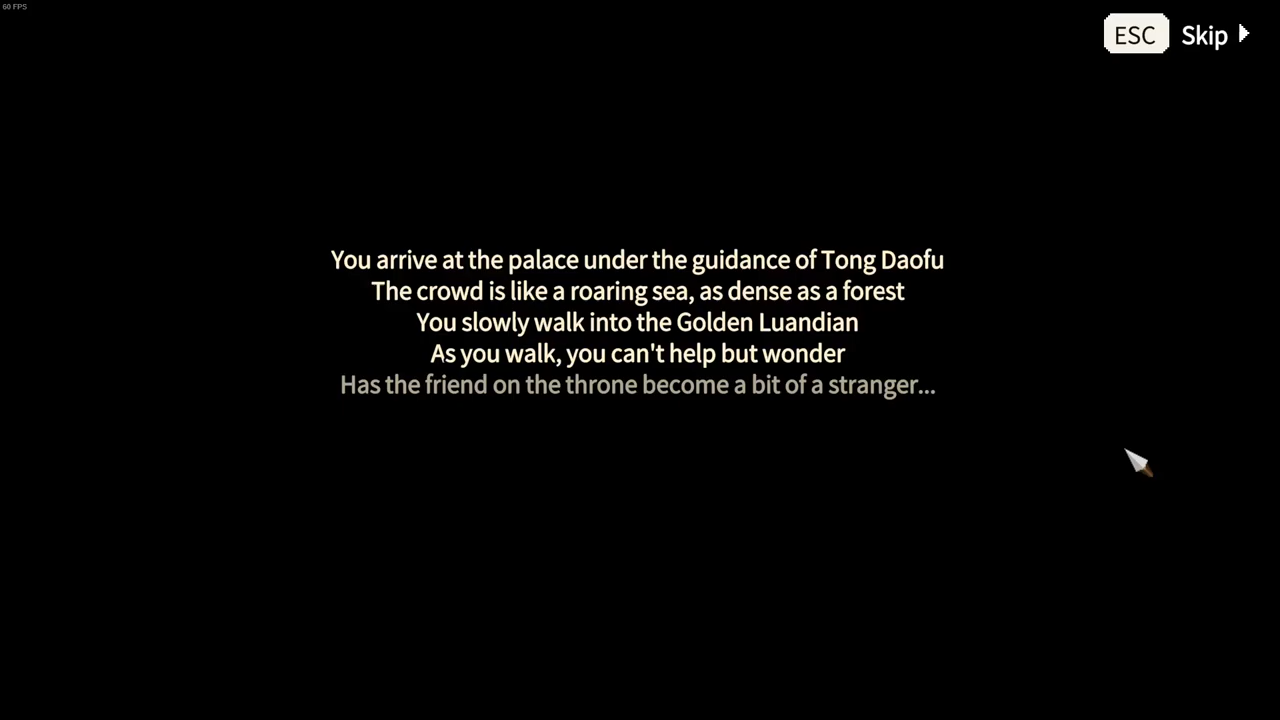 60 FPS
ESC Skip
You arrive at the palace under the guidance of Tong Daofu
The crowd is like a roaring sea, as dense as a forest
You slowly walk into the Golden Luandian
As you walk, you can't help but wonder
Has the friend on the throne become a bit of a stranger...